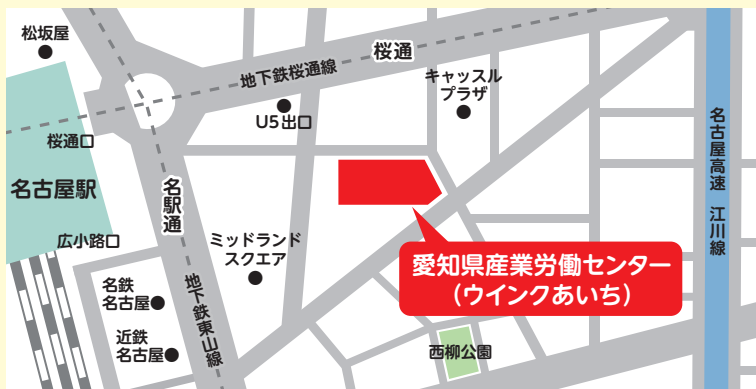 松坂屋
地下鉄桜通線
桜通
キャッスル
プラザ
U5出口
桜通口
名古屋駅
名駅通
広小路口
ミッドランド
スクエア
愛知県産業労働センター
(ウインクあいち)
名古屋高速 江川線
名鉄
名古屋
近鉄
名古屋
地下鉄東山線
西柳公園